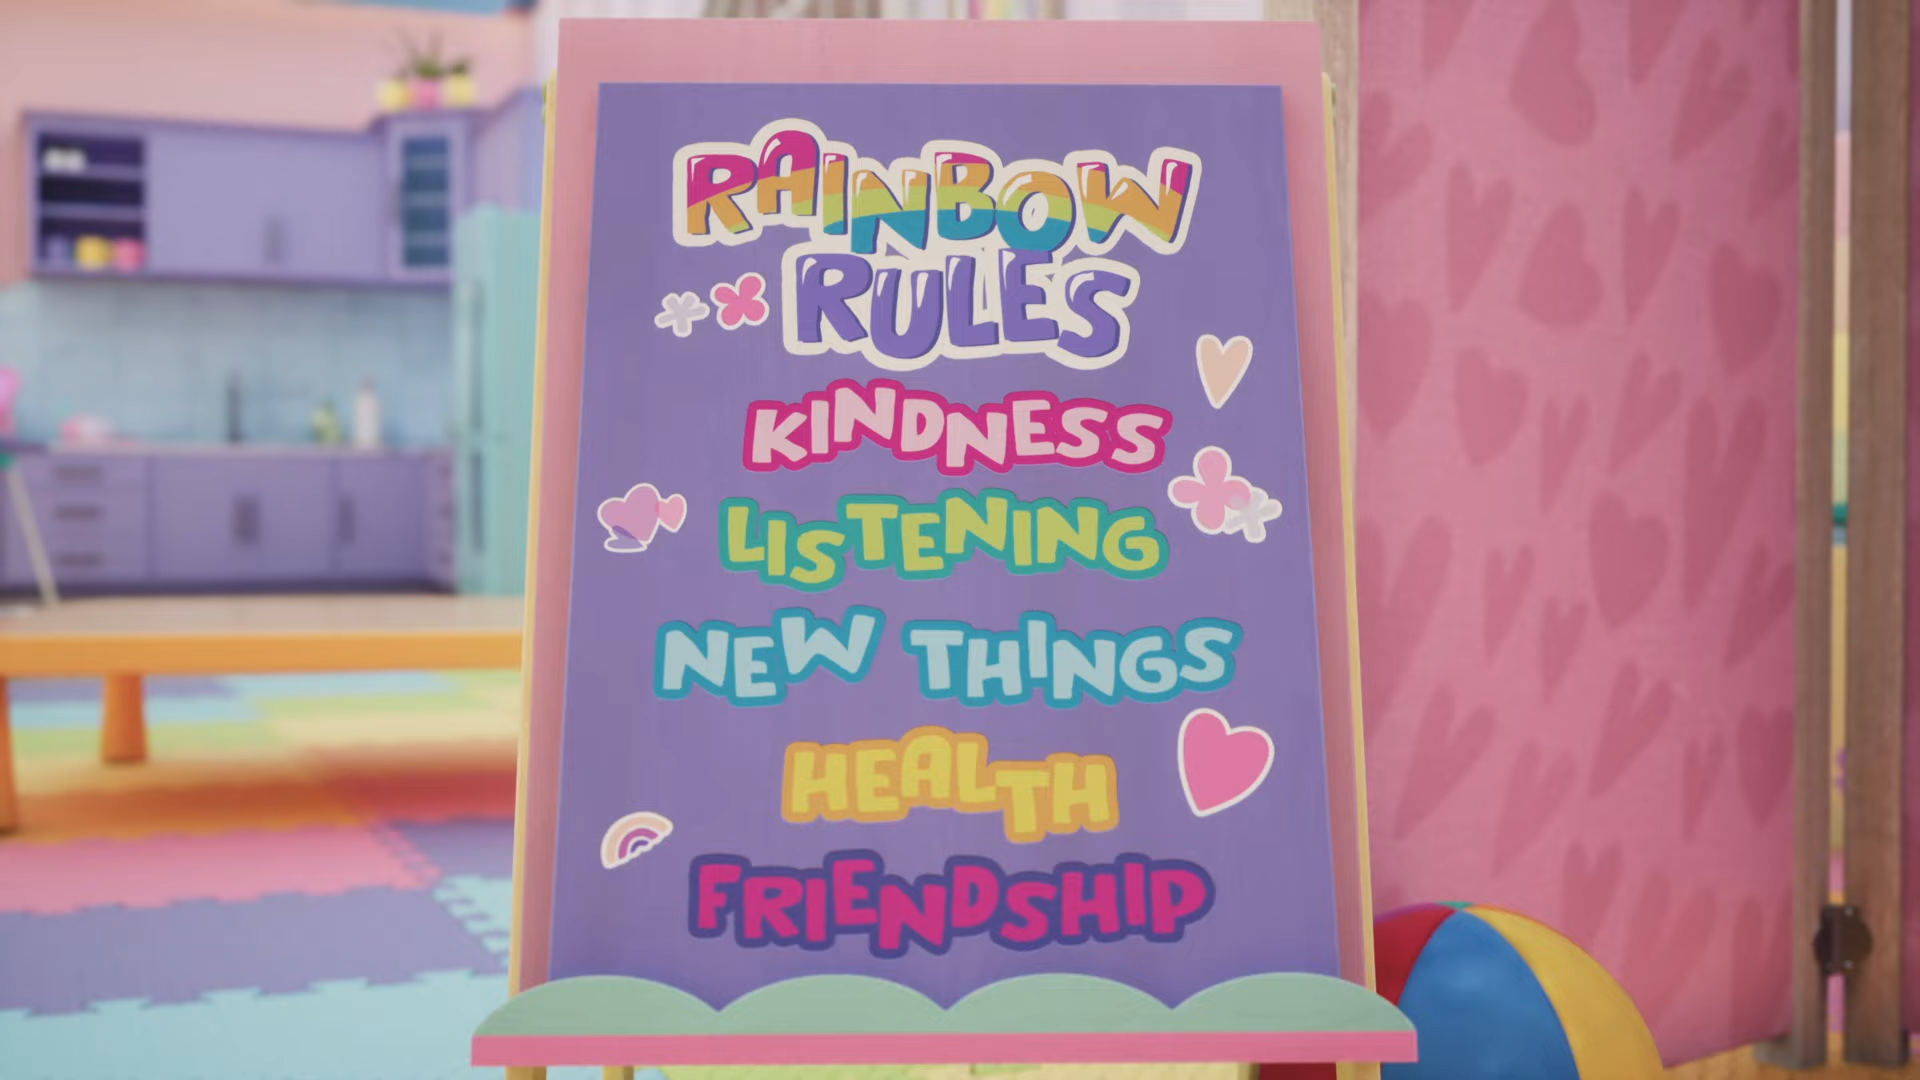 RAINBOW
RULES
KINDNESS
LISTENING
NEW THINGS
HEALTH
FRIENDSHIP